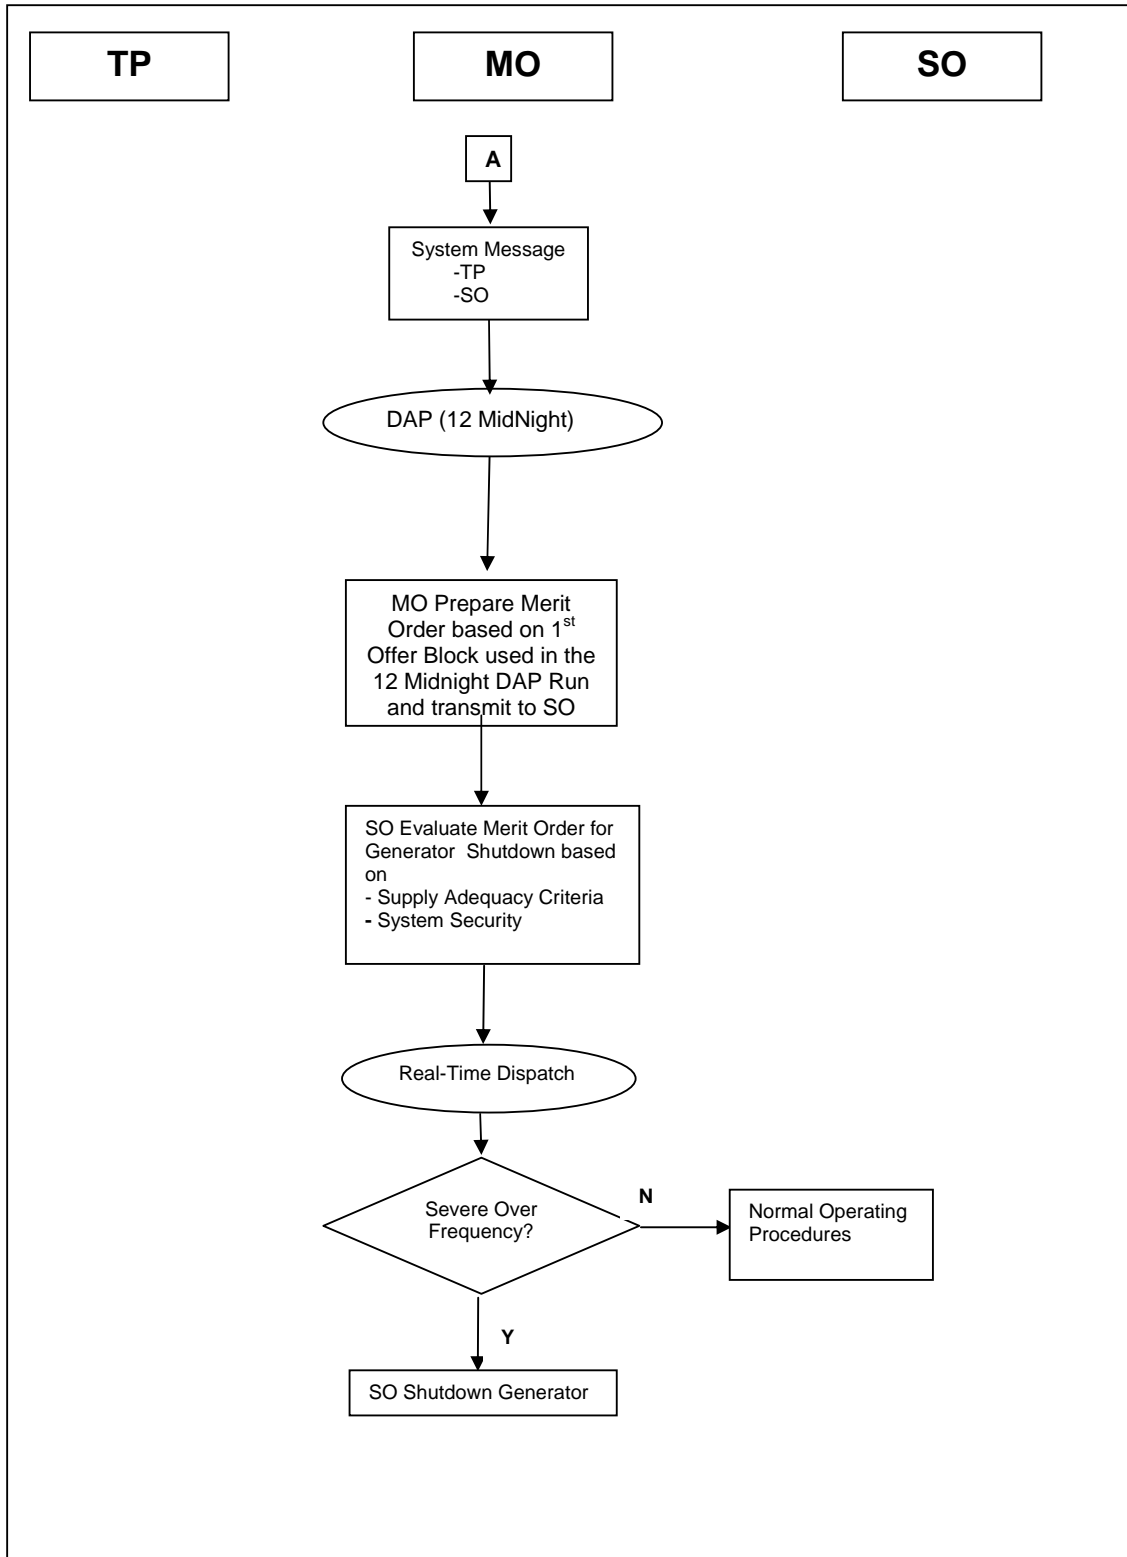 TP
MO
SO
A
System Message
-TP
-SO
DAP (12 MidNight)
MO Prepare Merit
Order based on 1st
Offer Block used in the
12 Midnight DAP Run
and transmit to SO
SO Evaluate Merit Order for
Generator Shutdown based
on
- Supply Adequacy Criteria
- System Security
Real-Time Dispatch
Severe Over
Frequency?
N
Normal Operating
Procedures
Y
SO Shutdown Generator